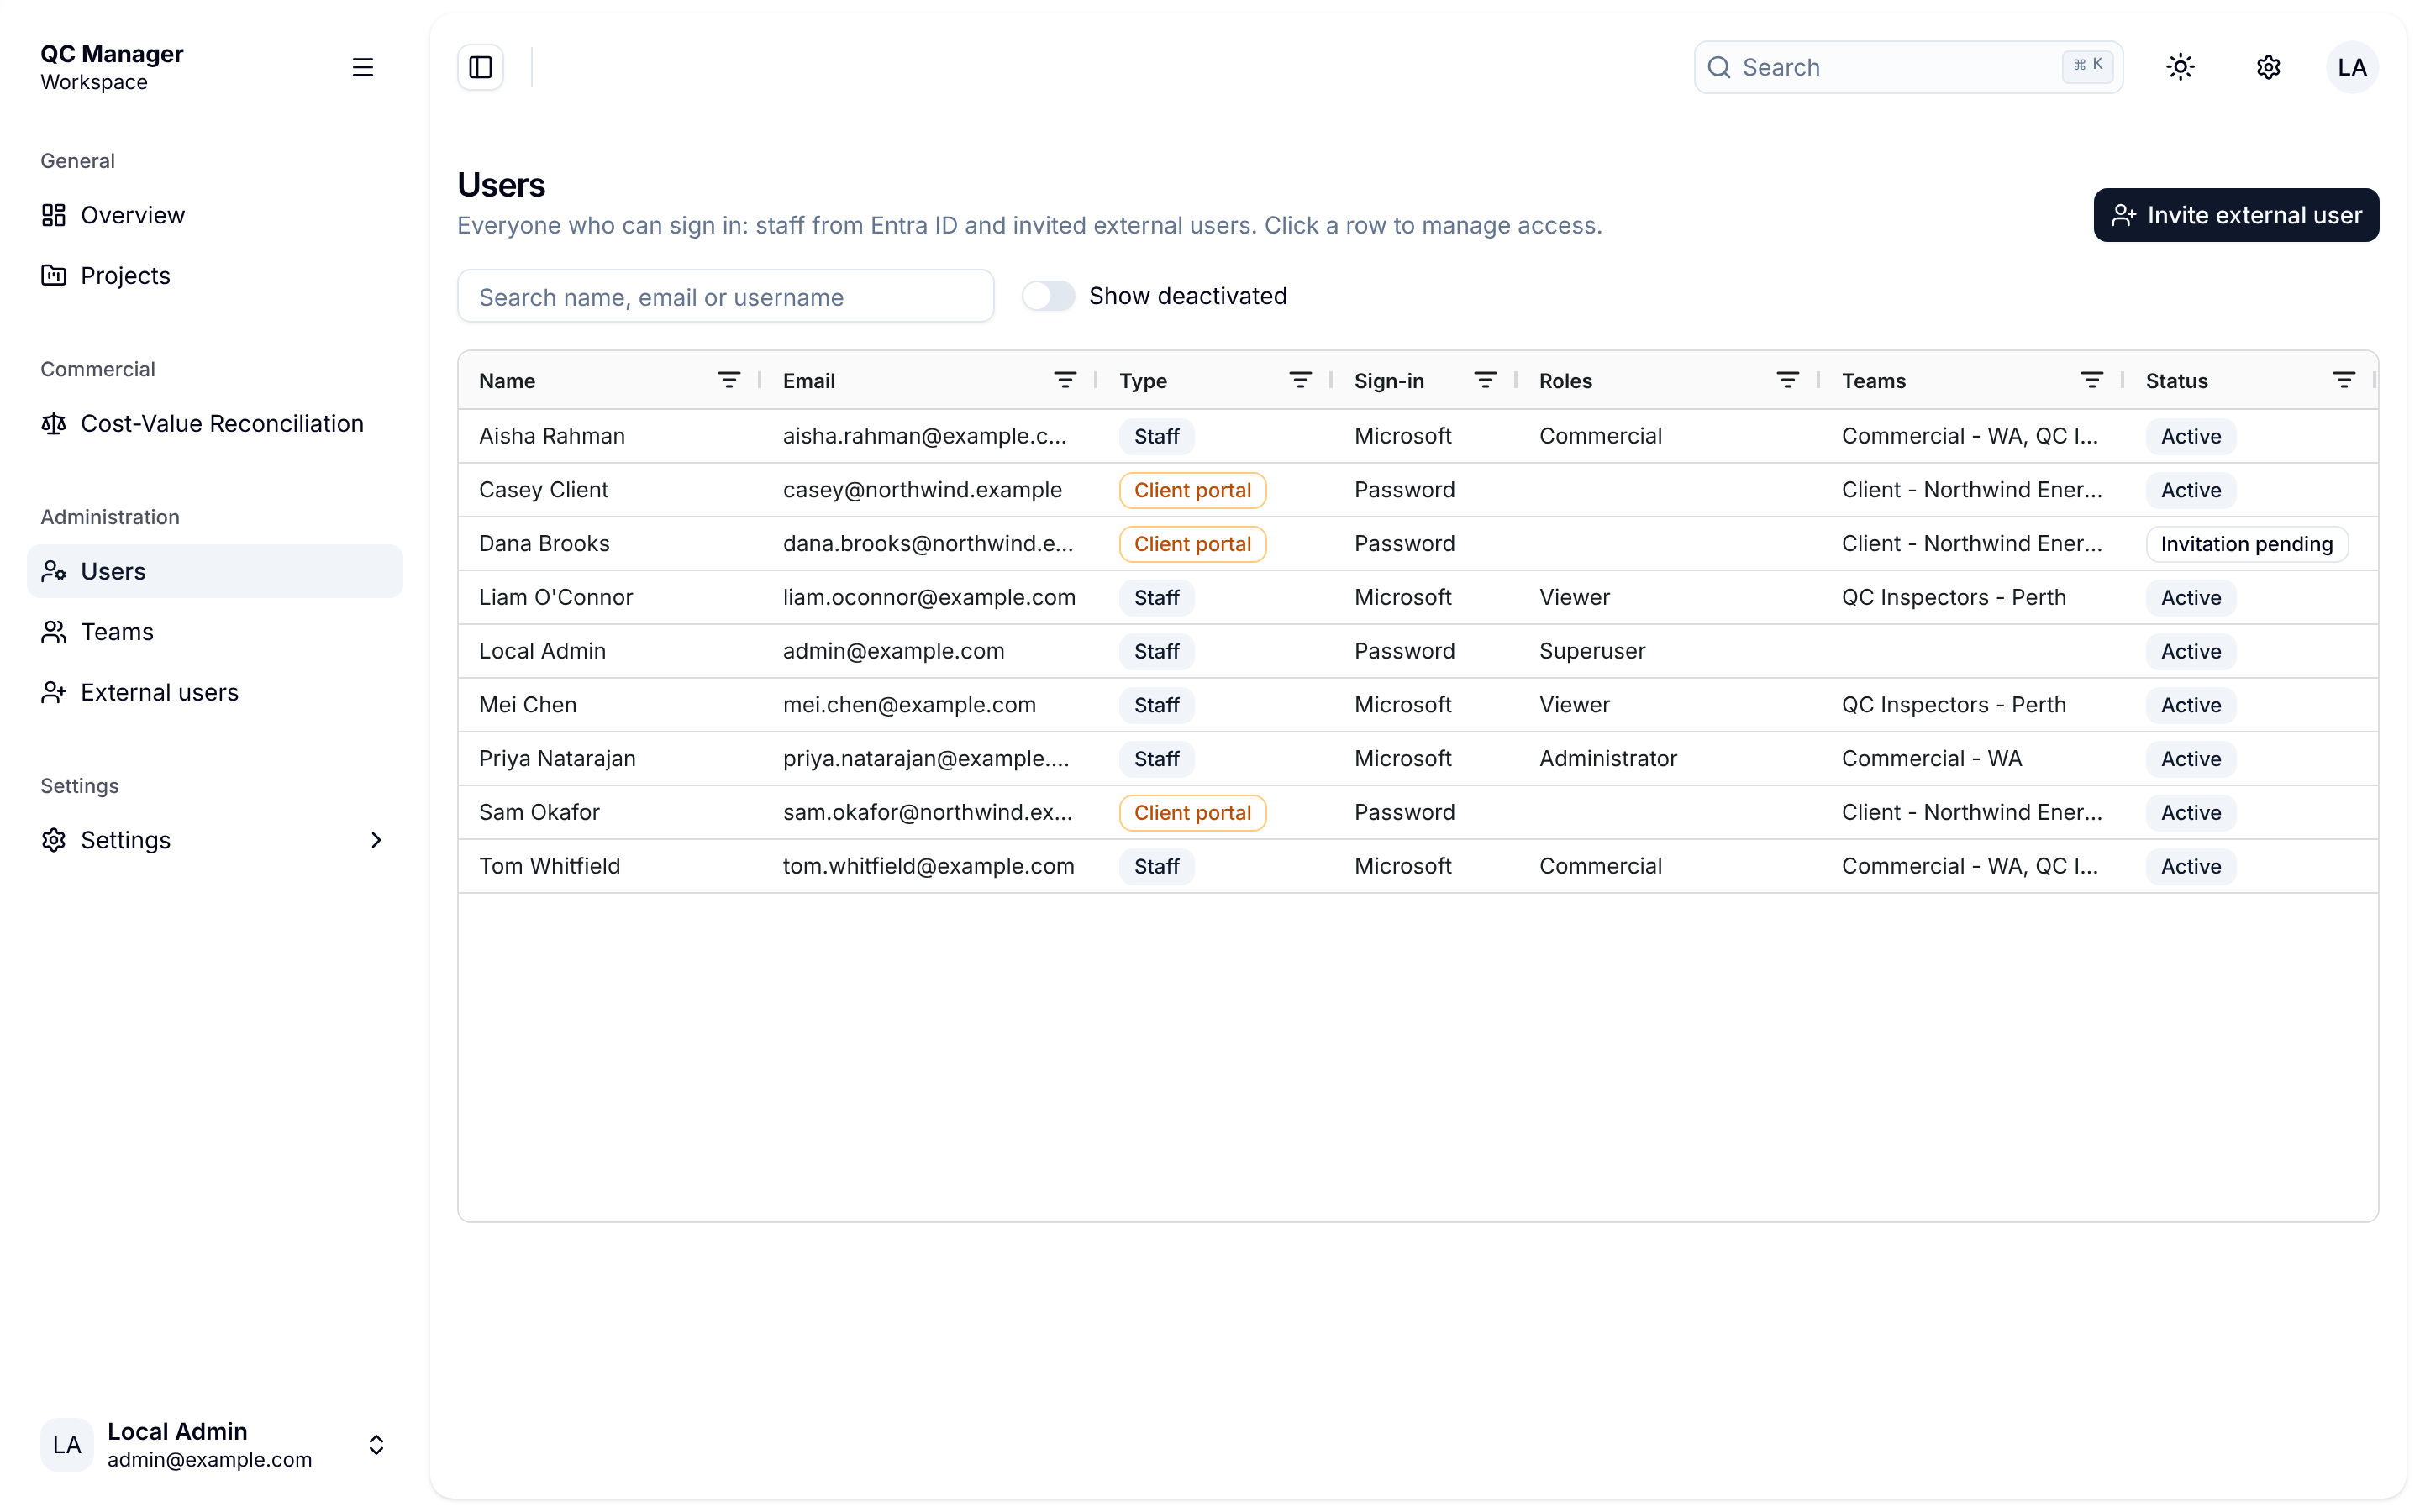 QC Manager
Workspace
General
Overview
Projects
Commercial
Cost-Value Reconciliation
Administration
Users
Teams
External users
Settings
Settings
LA Local Admin
admin@example.com
Search ⌘ K LA
Users
Everyone who can sign in: staff from Entra ID and invited external users. Click a row to manage access.
Invite external user
Search name, email or username Show deactivated
Name Email Type Sign-in Roles Teams Status
Aisha Rahman aisha.rahman@example.c... Staff Microsoft Commercial Commercial - WA, QC I... Active
Casey Client casey@northwind.example Client portal Password Client - Northwind Ener... Active
Dana Brooks dana.brooks@northwind.e... Client portal Password Client - Northwind Ener... Invitation pending
Liam O'Connor liam.oconnor@example.com Staff Microsoft Viewer QC Inspectors - Perth Active
Local Admin admin@example.com Staff Password Superuser Active
Mei Chen mei.chen@example.com Staff Microsoft Viewer QC Inspectors - Perth Active
Priya Natarajan priya.natarajan@example.... Staff Microsoft Administrator Commercial - WA Active
Sam Okafor sam.okafor@northwind.ex... Client portal Password Client - Northwind Ener... Active
Tom Whitfield tom.whitfield@example.com Staff Microsoft Commercial Commercial - WA, QC I... Active